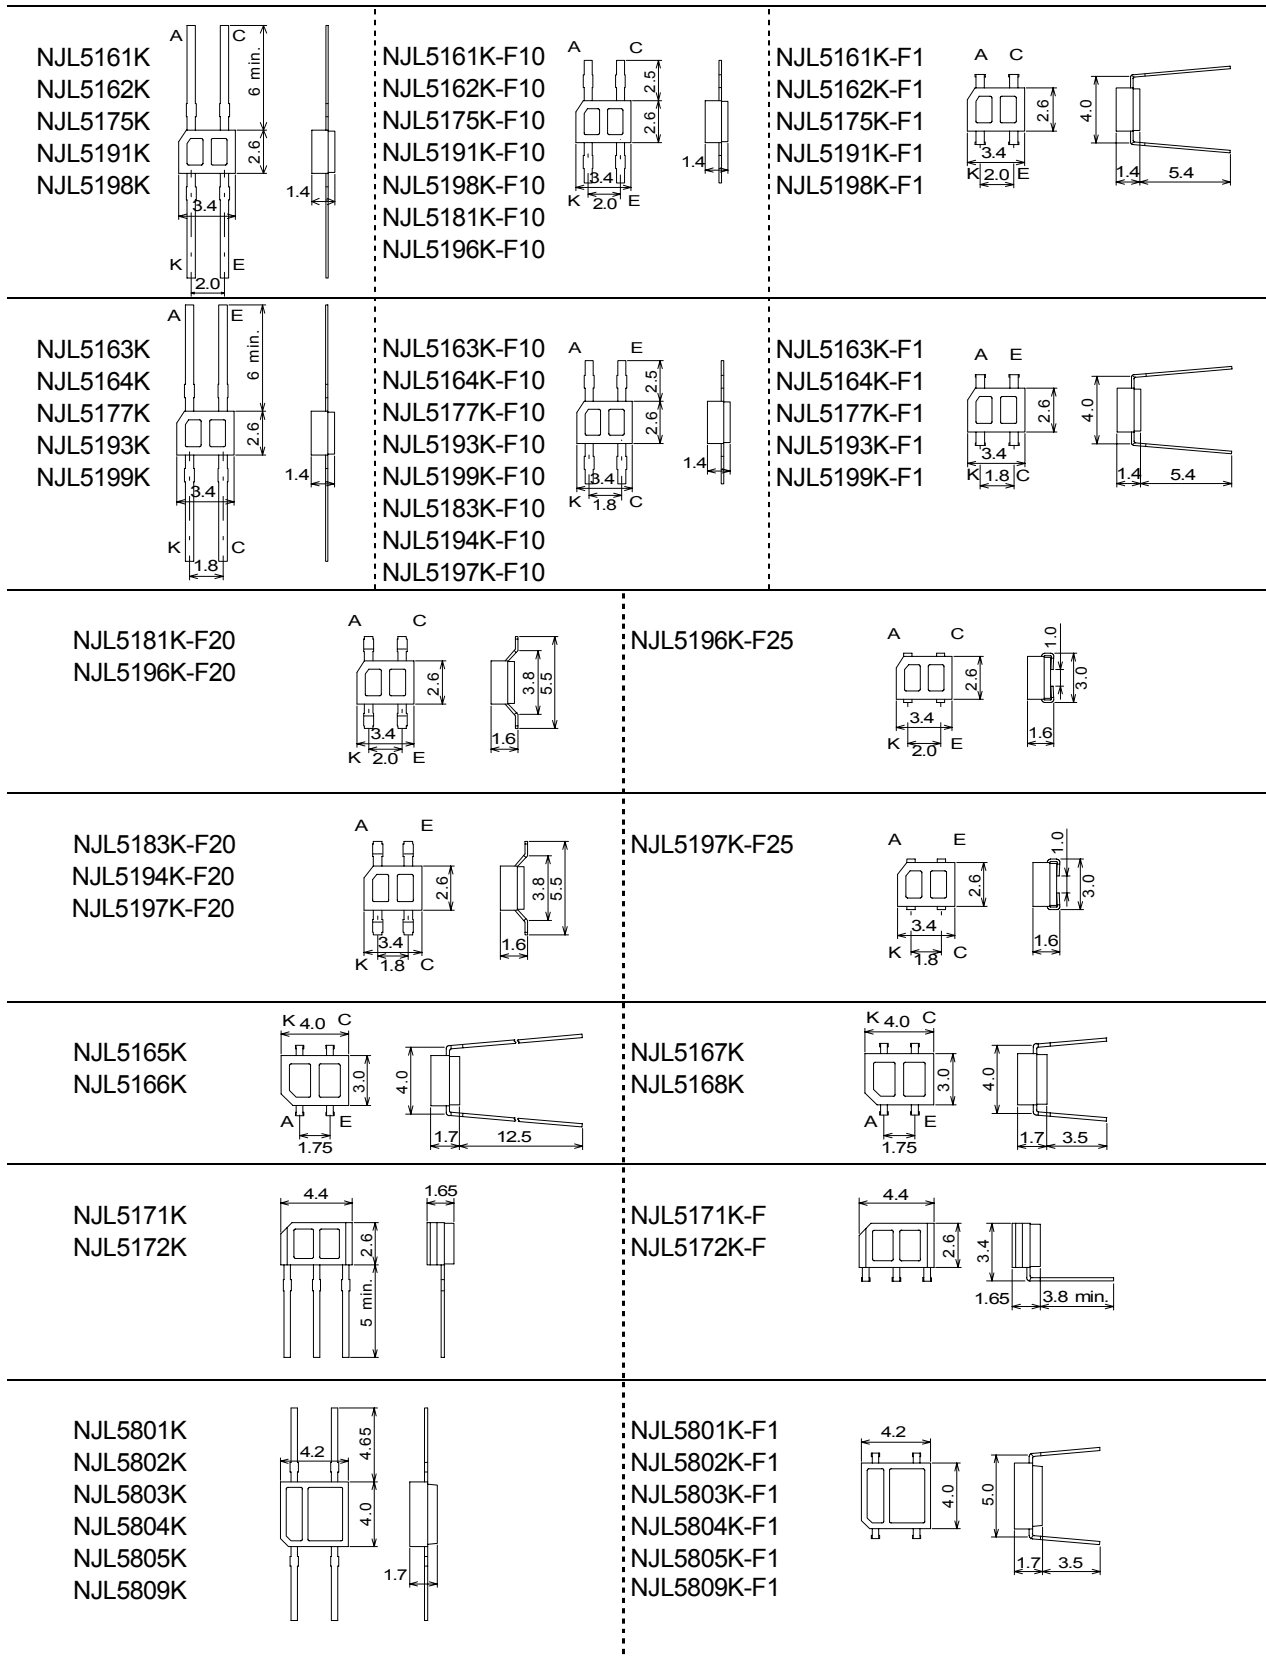 NJL5161K
NJL5162K
NJL5175K
NJL5191K
NJL5198K
A C
6 min.
2.6
3.4
K E
2.0
1.4
NJL5161K-F10
NJL5162K-F10
NJL5175K-F10
NJL5191K-F10
NJL5198K-F10
NJL5181K-F10
NJL5196K-F10
A C
2.5
2.6
3.4
K 2.0 E
1.4
NJL5161K-F1
NJL5162K-F1
NJL5175K-F1
NJL5191K-F1
NJL5198K-F1
A C
2.6
3.4
K 2.0 E
4.0
1.4 5.4
NJL5163K
NJL5164K
NJL5177K
NJL5193K
NJL5199K
A E
6 min.
2.6
3.4
K C
1.8
1.4
NJL5163K-F10
NJL5164K-F10
NJL5177K-F10
NJL5193K-F10
NJL5199K-F10
NJL5183K-F10
NJL5194K-F10
NJL5197K-F10
A E
2.5
2.6
3.4
K 1.8 C
1.4
NJL5163K-F1
NJL5164K-F1
NJL5177K-F1
NJL5193K-F1
NJL5199K-F1
A E
2.6
3.4
K 1.8 C
4.0
1.4 5.4
NJL5181K-F20
NJL5196K-F20
A C
2.6
3.4
K 2.0 E
3.8
5.5
1.6
NJL5196K-F25
A C
2.6
3.4
K 2.0 E
1.0
3.0
1.6
NJL5183K-F20
NJL5194K-F20
NJL5197K-F20
A E
2.6
3.4
K 1.8 C
3.8
5.5
1.6
NJL5197K-F25
A E
2.6
3.4
K 1.8 C
1.0
3.0
1.6
NJL5165K
NJL5166K
K 4.0 C
3.0
A E
1.75
4.0
1.7 12.5
NJL5167K
NJL5168K
K 4.0 C
3.0
A E
1.75
4.0
1.7 3.5
NJL5171K
NJL5172K
4.4
2.6
5 min.
1.65
NJL5171K-F
NJL5172K-F
4.4
2.6
3.4
1.65 3.8 min.
NJL5801K
NJL5802K
NJL5803K
NJL5804K
NJL5805K
NJL5809K
4.2
4.65
4.0
1.7
NJL5801K-F1
NJL5802K-F1
NJL5803K-F1
NJL5804K-F1
NJL5805K-F1
NJL5809K-F1
4.2
4.0
5.0
1.7 3.5